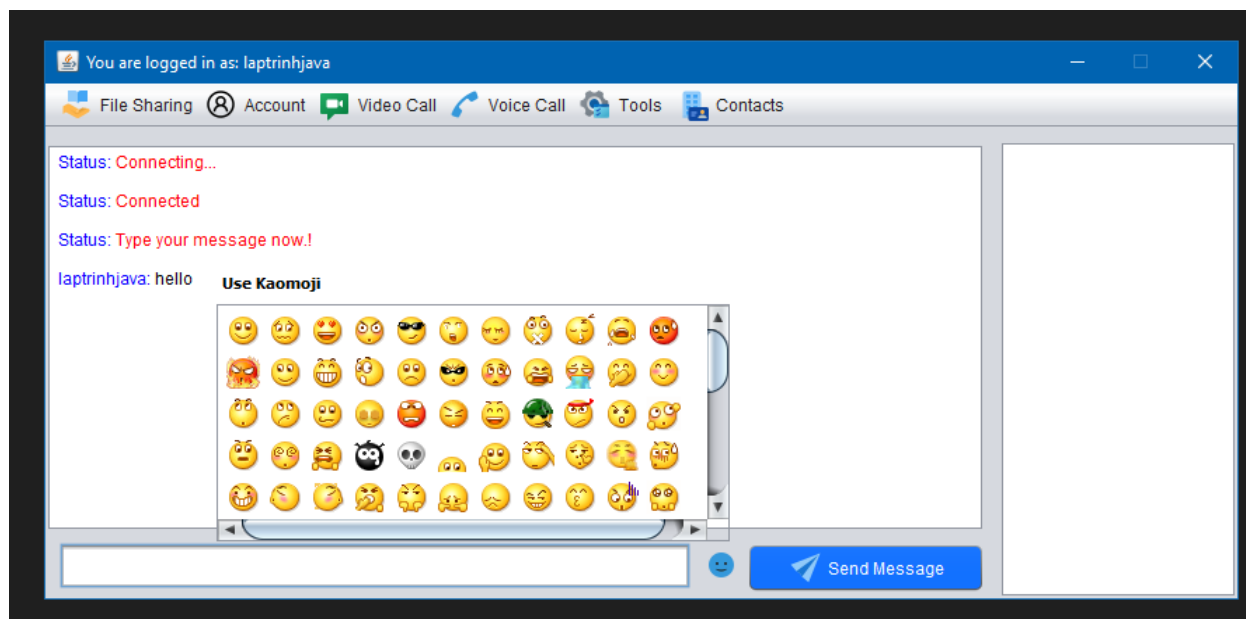 You are logged in as: laptrinhjava
File Sharing Account Video Call Voice Call Tools Contacts
Status: Connecting...
Status: Connected
Status: Type your message now.!
laptrinhjava: hello
Use Kaomoji
Send Message